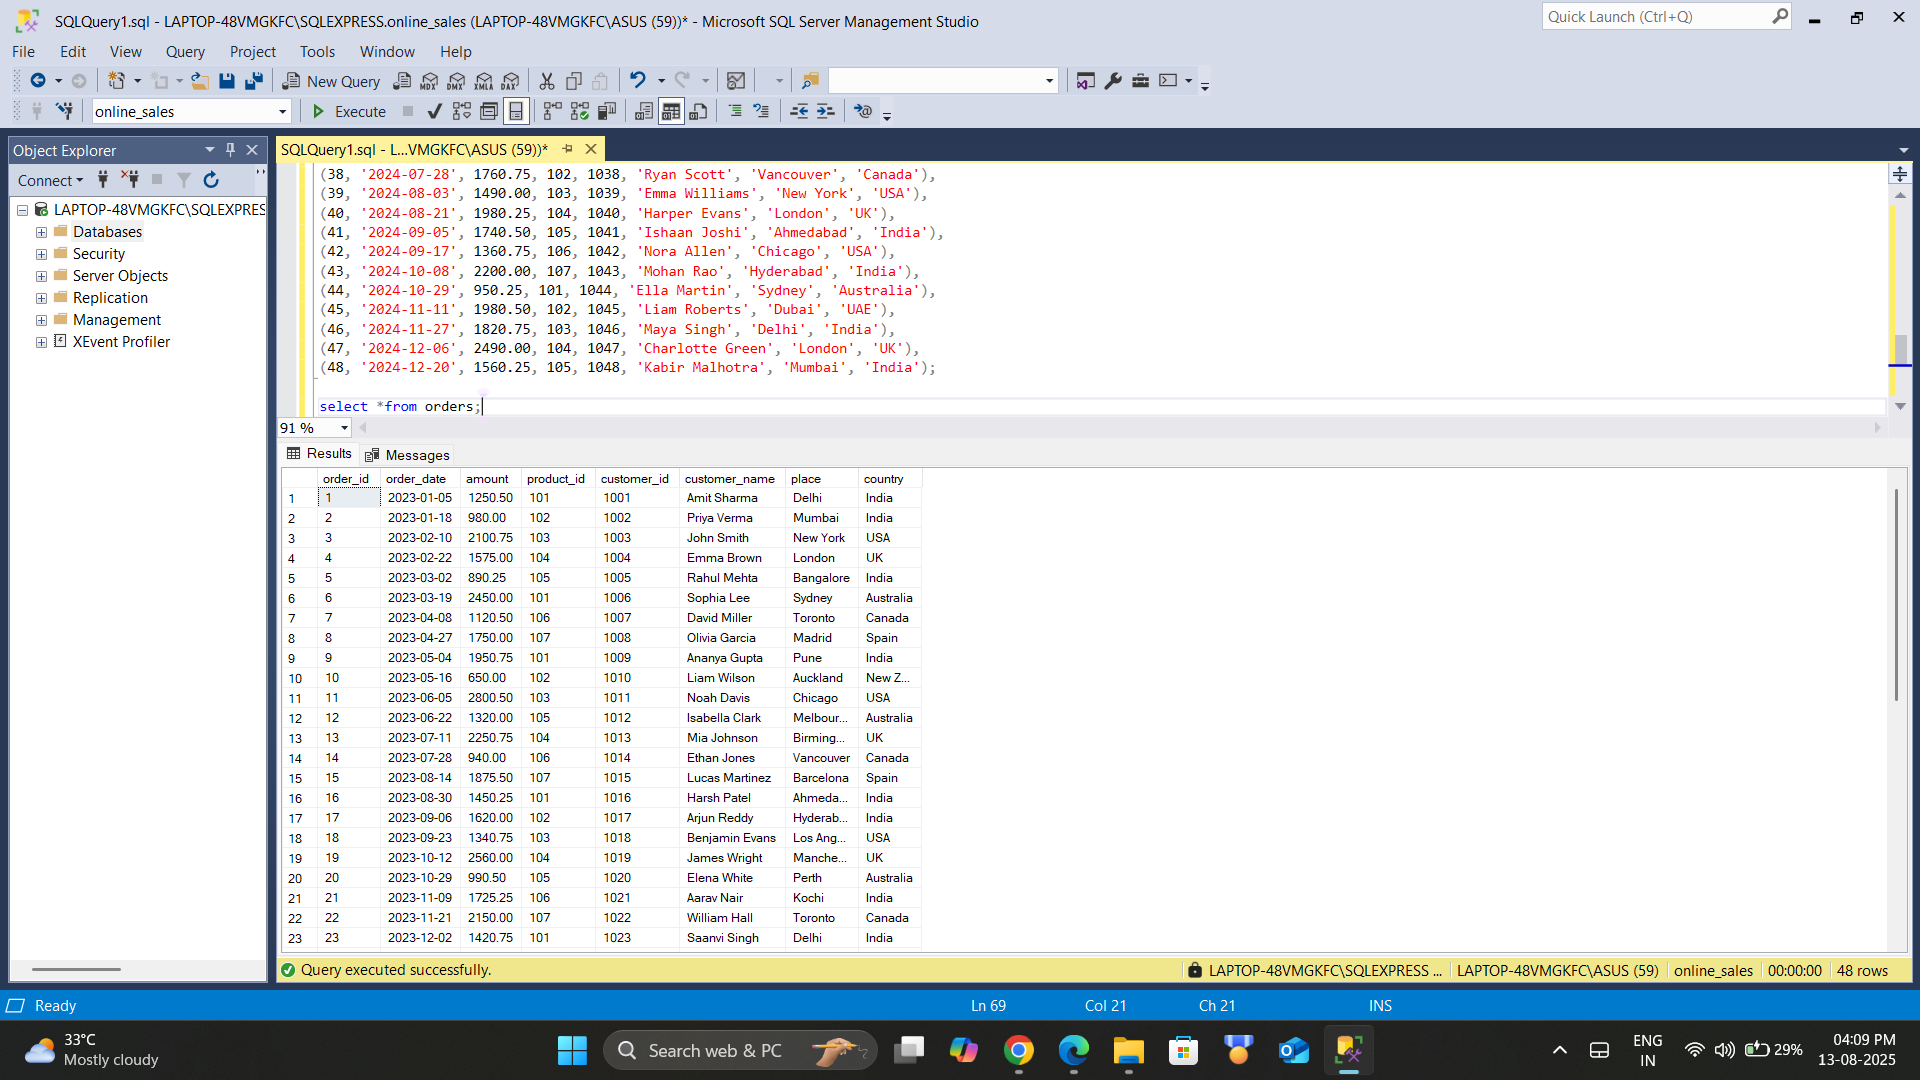 SQLQuery1.sql - LAPTOP-48VMGKFC\SQLEXPRESS.online_sales (LAPTOP-48VMGKFC\ASUS (59))* - Microsoft SQL Server Management Studio
Quick Launch (Ctrl+Q)
File Edit View Query Project Tools Window Help
New Query MDX DMX XMLA DAX
online_sales Execute
Object Explorer
Connect
LAPTOP-48VMGKFC\SQLEXPRES
Databases
Security
Server Objects
Replication
Management
XEvent Profiler
SQLQuery1.sql - L...VMGKFC\ASUS (59))*
(38, '2024-07-28', 1760.75, 102, 1038, 'Ryan Scott', 'Vancouver', 'Canada'),
(39, '2024-08-03', 1490.00, 103, 1039, 'Emma Williams', 'New York', 'USA'),
(40, '2024-08-21', 1980.25, 104, 1040, 'Harper Evans', 'London', 'UK'),
(41, '2024-09-05', 1740.50, 105, 1041, 'Ishaan Joshi', 'Ahmedabad', 'India'),
(42, '2024-09-17', 1360.75, 106, 1042, 'Nora Allen', 'Chicago', 'USA'),
(43, '2024-10-08', 2200.00, 107, 1043, 'Mohan Rao', 'Hyderabad', 'India'),
(44, '2024-10-29', 950.25, 101, 1044, 'Ella Martin', 'Sydney', 'Australia'),
(45, '2024-11-11', 1980.50, 102, 1045, 'Liam Roberts', 'Dubai', 'UAE'),
(46, '2024-11-27', 1820.75, 103, 1046, 'Maya Singh', 'Delhi', 'India'),
(47, '2024-12-06', 2490.00, 104, 1047, 'Charlotte Green', 'London', 'UK'),
(48, '2024-12-20', 1560.25, 105, 1048, 'Kabir Malhotra', 'Mumbai', 'India');
select *from orders;
91 %
Results Messages
order_id order_date amount product_id customer_id customer_name place country
1 1 2023-01-05 1250.50 101 1001 Amit Sharma Delhi India
2 2 2023-01-18 980.00 102 1002 Priya Verma Mumbai India
3 3 2023-02-10 2100.75 103 1003 John Smith New York USA
4 4 2023-02-22 1575.00 104 1004 Emma Brown London UK
5 5 2023-03-02 890.25 105 1005 Rahul Mehta Bangalore India
6 6 2023-03-19 2450.00 101 1006 Sophia Lee Sydney Australia
7 7 2023-04-08 1120.50 106 1007 David Miller Toronto Canada
8 8 2023-04-27 1750.00 107 1008 Olivia Garcia Madrid Spain
9 9 2023-05-04 1950.75 101 1009 Ananya Gupta Pune India
10 10 2023-05-16 650.00 102 1010 Liam Wilson Auckland New Z...
11 11 2023-06-05 2800.50 103 1011 Noah Davis Chicago USA
12 12 2023-06-22 1320.00 105 1012 Isabella Clark Melbour... Australia
13 13 2023-07-11 2250.75 104 1013 Mia Johnson Birming... UK
14 14 2023-07-28 940.00 106 1014 Ethan Jones Vancouver Canada
15 15 2023-08-14 1875.50 107 1015 Lucas Martinez Barcelona Spain
16 16 2023-08-30 1450.25 101 1016 Harsh Patel Ahmeda... India
17 17 2023-09-06 1620.00 102 1017 Arjun Reddy Hyderab... India
18 18 2023-09-23 1340.75 103 1018 Benjamin Evans Los Ang... USA
19 19 2023-10-12 2560.00 104 1019 James Wright Manche... UK
20 20 2023-10-29 990.50 105 1020 Elena White Perth Australia
21 21 2023-11-09 1725.25 106 1021 Aarav Nair Kochi India
22 22 2023-11-21 2150.00 107 1022 William Hall Toronto Canada
23 23 2023-12-02 1420.75 101 1023 Saanvi Singh Delhi India
Query executed successfully. LAPTOP-48VMGKFC\SQLEXPRESS ... LAPTOP-48VMGKFC\ASUS (59) online_sales 00:00:00 48 rows
Ready Ln 69 Col 21 Ch 21 INS
33°C
Mostly cloudy
Search web & PC
ENG
IN
29%
04:09 PM
13-08-2025